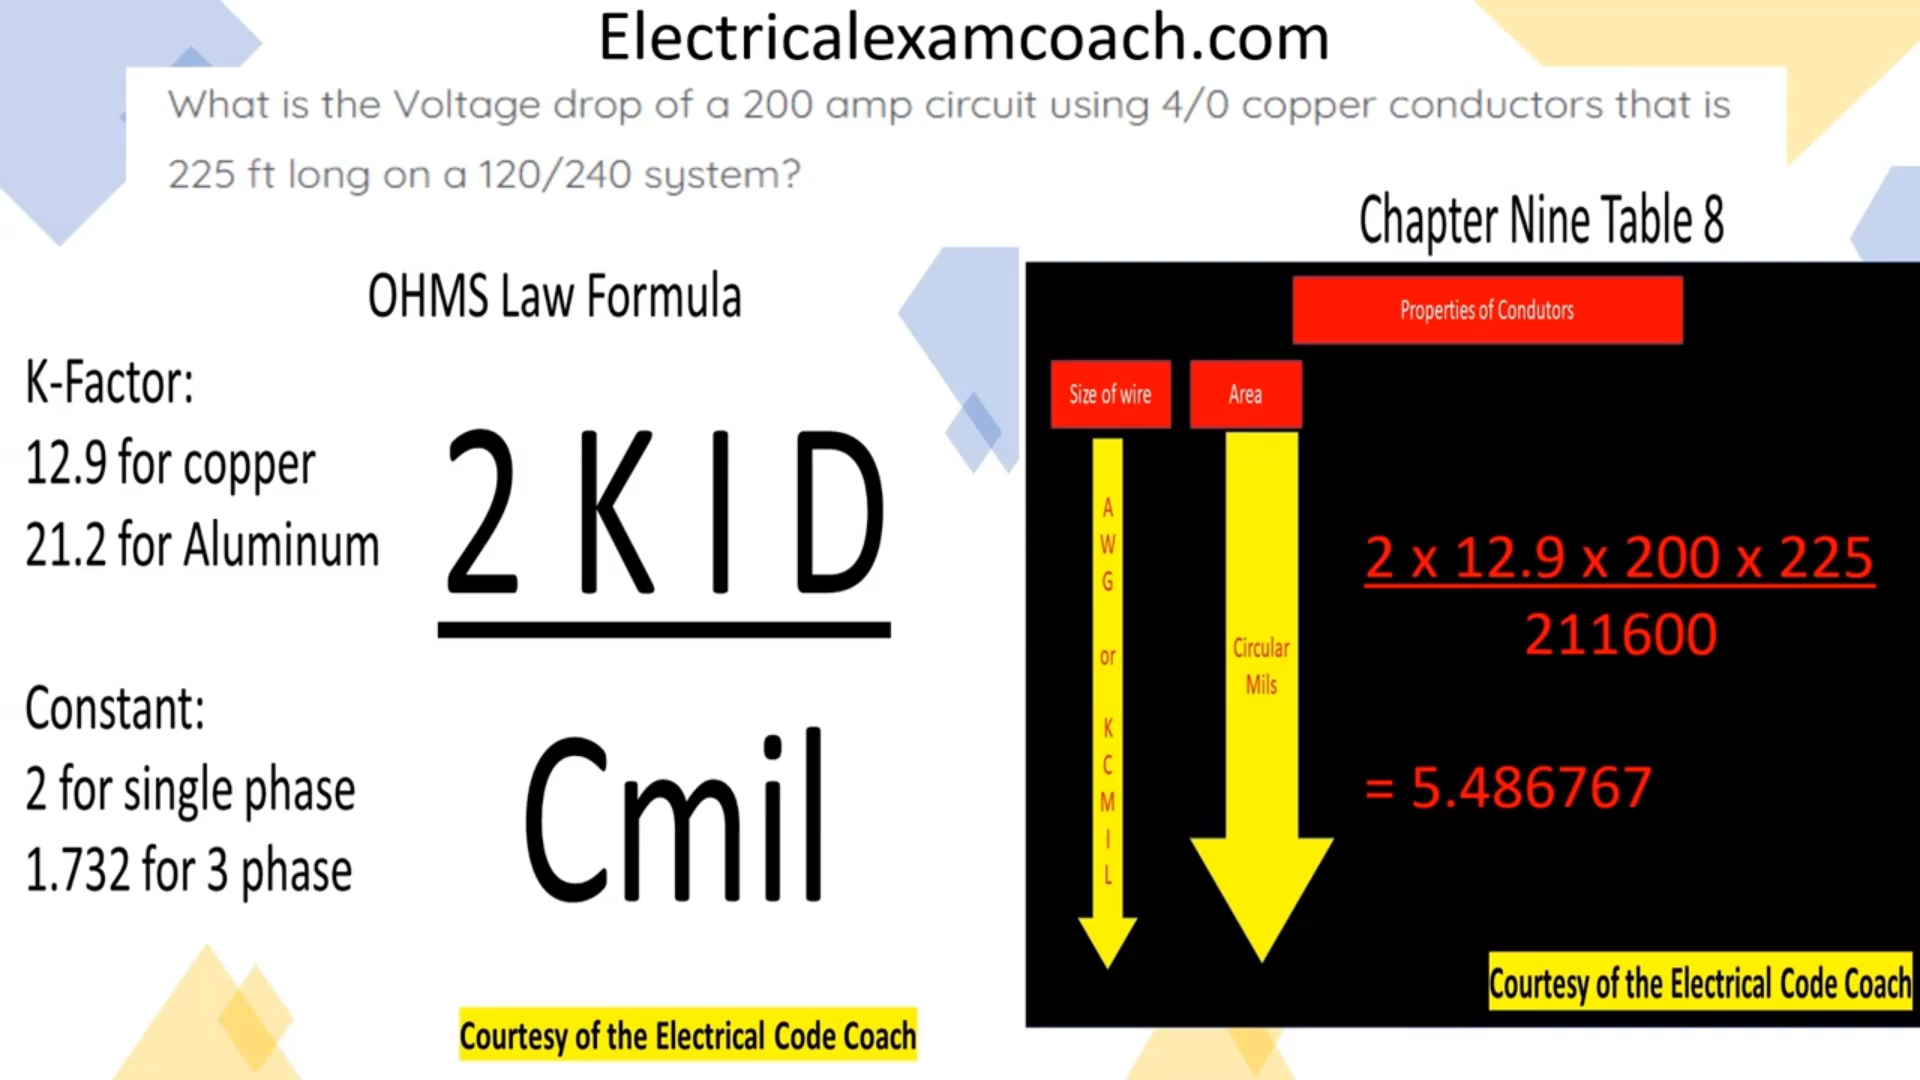 Electricalexamcoach.com
What is the Voltage drop of a 200 amp circuit using 4/0 copper conductors that is
225 ft long on a 120/240 system?
OHMS Law Formula
K-Factor:
12.9 for copper
21.2 for Aluminum
Constant:
2 for single phase
1.732 for 3 phase
2 K I D
Cmil
Courtesy of the Electrical Code Coach
Chapter Nine Table 8
Properties of Condutors
Size of wire
Area
A
W
G
or
K
C
M
I
L
Circular
Mils
2 x 12.9 x 200 x 225
211600
= 5.486767
Courtesy of the Electrical Code Coach